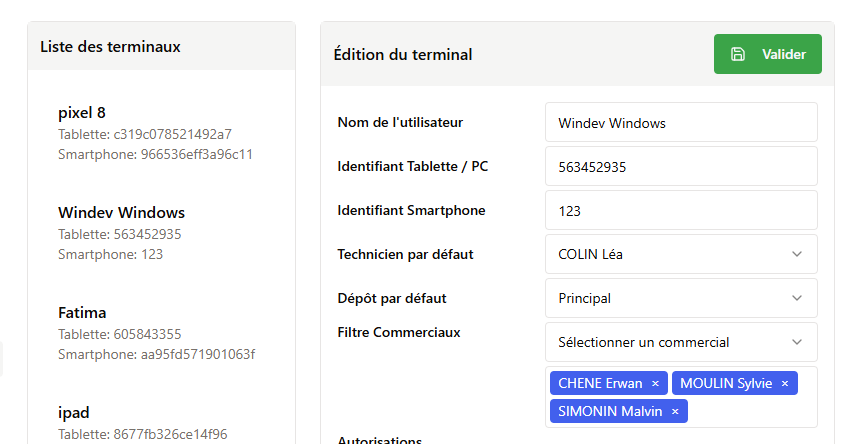 Liste des terminaux
pixel 8
Tablette: c319c078521492a7
Smartphone: 966536eff3a96c11
Windev Windows
Tablette: 563452935
Smartphone: 123
Fatima
Tablette: 605843355
Smartphone: aa95fd571901063f
ipad
Tablette: 8677fb326ce14f96
Édition du terminal
Valider
Nom de l'utilisateur
Windev Windows
Identifiant Tablette / PC
563452935
Identifiant Smartphone
123
Technicien par défaut
COLIN Léa
Dépôt par défaut
Principal
Filtre Commerciaux
Sélectionner un commercial
CHENE Erwan × MOULIN Sylvie ×
SIMONIN Malvin ×
Autorisations